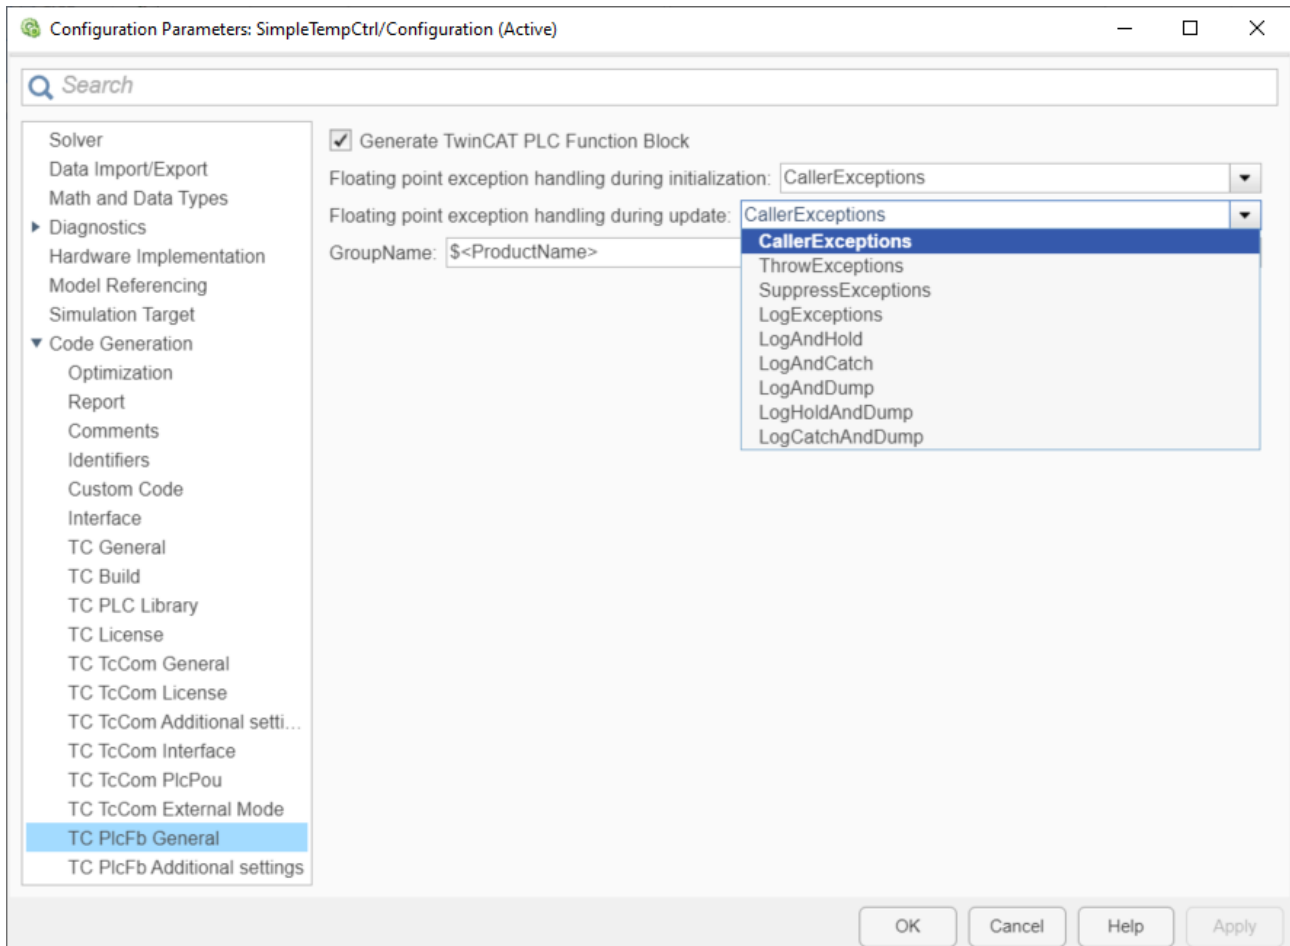 Configuration Parameters: SimpleTempCtrl/Configuration (Active)
Search
Solver
Data Import/Export
Math and Data Types
Diagnostics
Hardware Implementation
Model Referencing
Simulation Target
Code Generation
Optimization
Report
Comments
Identifiers
Custom Code
Interface
TC General
TC Build
TC PLC Library
TC License
TC TcCom General
TC TcCom License
TC TcCom Additional setti...
TC TcCom Interface
TC TcCom PlcPou
TC TcCom External Mode
TC PlcFb General
TC PlcFb Additional settings
Generate TwinCAT PLC Function Block
Floating point exception handling during initialization: CallerExceptions
Floating point exception handling during update: CallerExceptions
GroupName: $<ProductName>
CallerExceptions
ThrowExceptions
SuppressExceptions
LogExceptions
LogAndHold
LogAndCatch
LogAndDump
LogHoldAndDump
LogCatchAndDump
OK
Cancel
Help
Apply